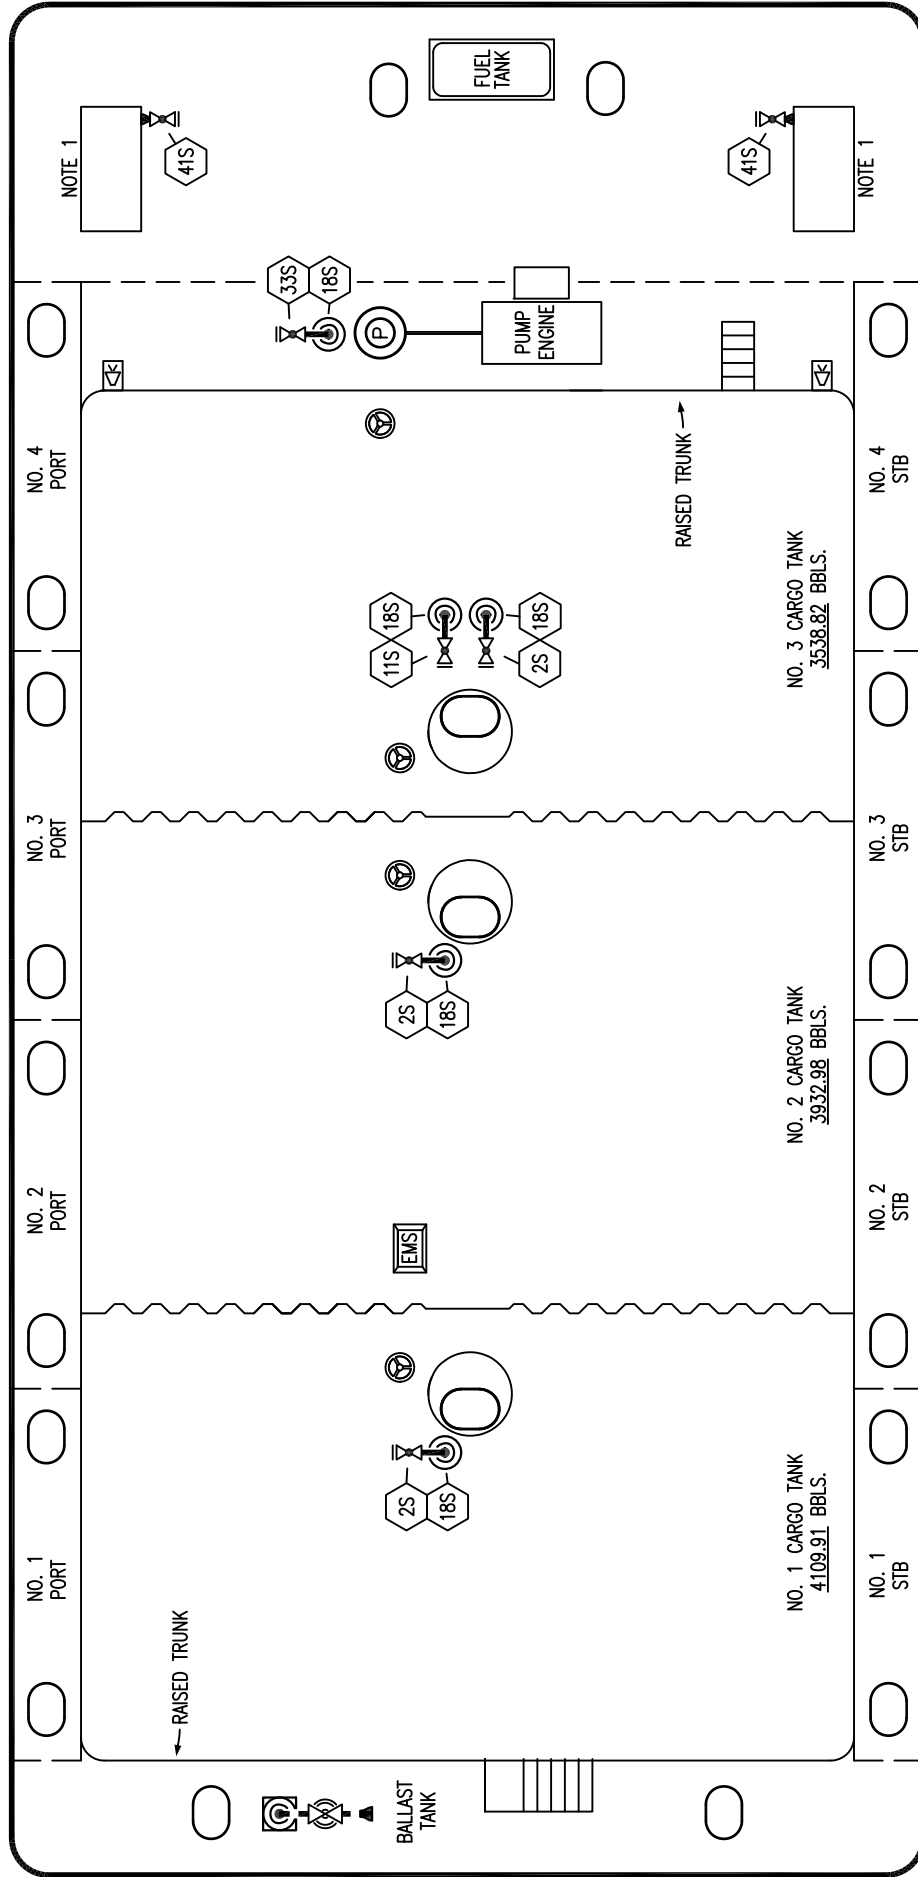 NO. 1
PORT
NO. 2
PORT
NO. 3
PORT
NO. 4
PORT
NOTE 1
41S
RAISED TRUNK
33S
18S
P
FUEL
TANK
BALLAST
TANK
2S
18S
EMS
2S
18S
11S
18S
2S
18S
PUMP
ENGINE
RAISED TRUNK
NO. 1 CARGO TANK
4109.91 BBLS.
NO. 2 CARGO TANK
3932.98 BBLS.
NO. 3 CARGO TANK
3538.82 BBLS.
41S
NOTE 1
NO. 1
STB
NO. 2
STB
NO. 3
STB
NO. 4
STB